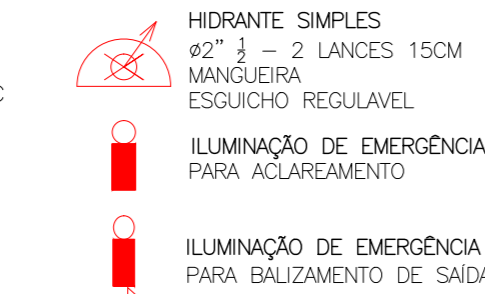 HIDRANTE SIMPLES
ø2" 1/2 – 2 LANCES 15CM
MANGUEIRA
ESGUICHO REGULAVEL
ILUMINAÇÃO DE EMERGÊNCIA
PARA ACLAREAMENTO
ILUMINAÇÃO DE EMERGÊNCIA
PARA BALIZAMENTO DE SAÍDA